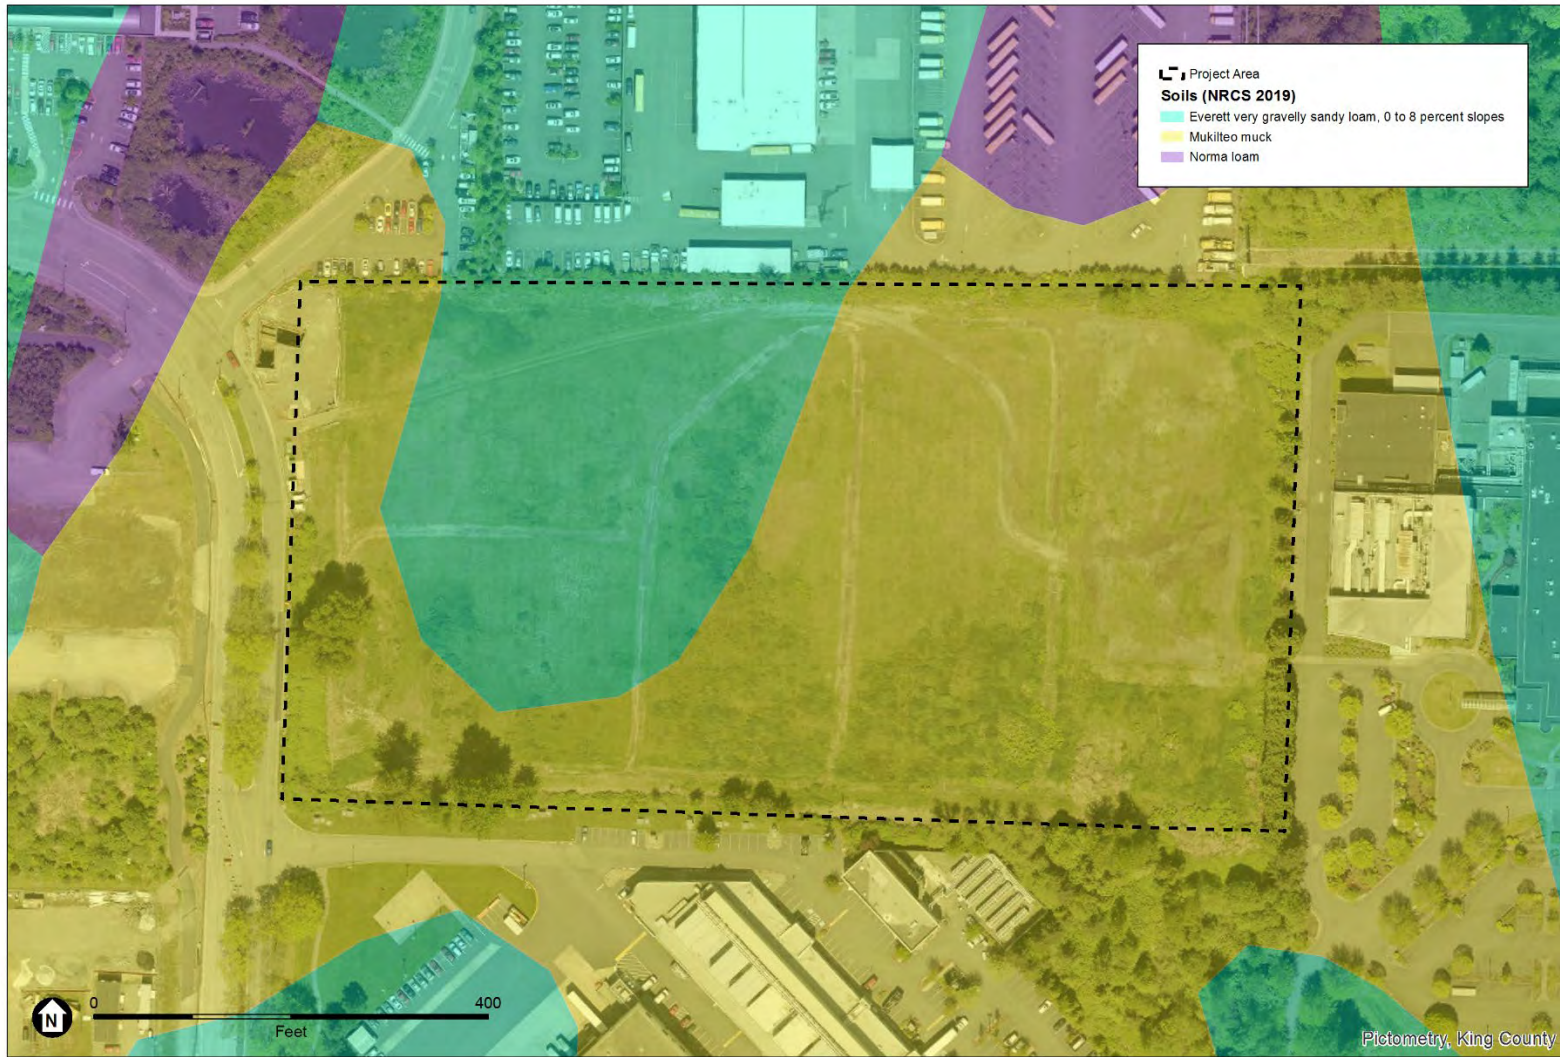 Project Area
Soils (NRCS 2019)
Everett very gravelly sandy loam, 0 to 8 percent slopes
Mukilteo muck
Norma loam
0 400
Feet
N
Pictometry, King County